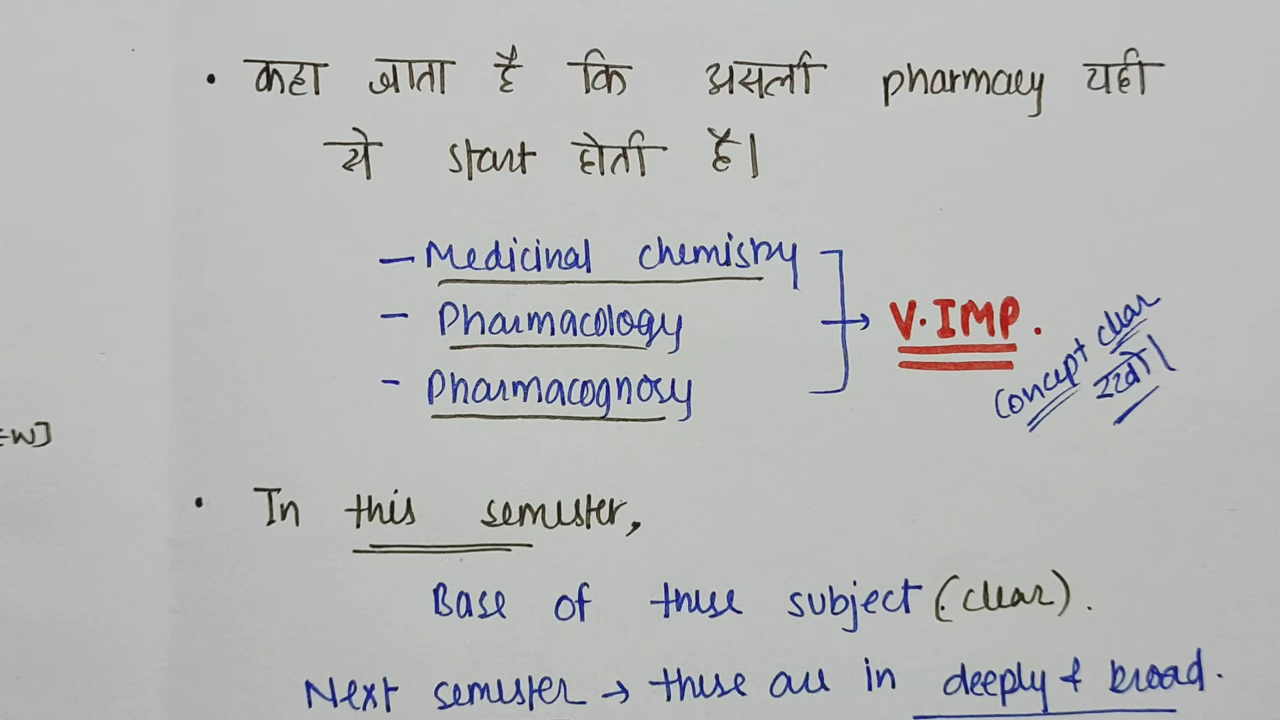 • कहा जाता है कि असली pharmacy यही
से start होती है।
– Medicinal chemistry
– Pharmacology
– Pharmacognosy
→ V.IMP.
concept clear
रखो।
• In this semester,
Base of these subject (clear).
Next semester → these are in deeply & broad.